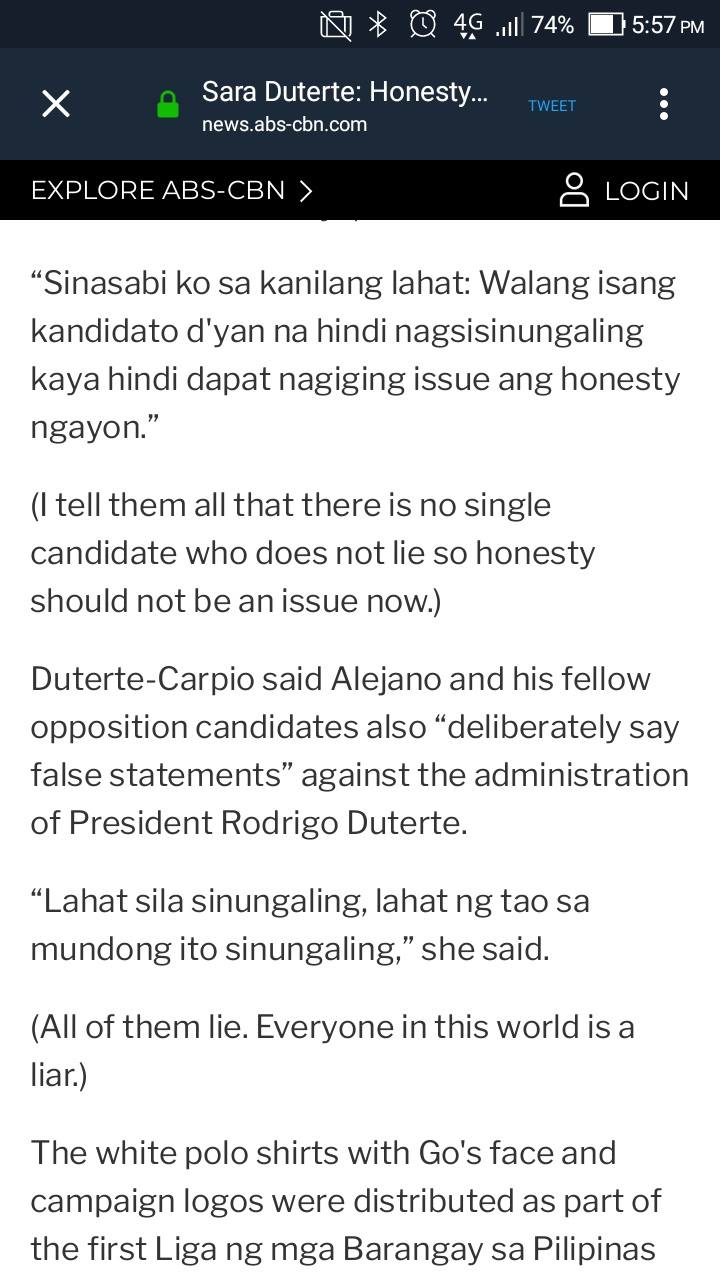 4G 74% 5:57 PM
Sara Duterte: Honesty...
TWEET
news.abs-cbn.com
EXPLORE ABS-CBN >
LOGIN
“Sinasabi ko sa kanilang lahat: Walang isang
kandidato d'yan na hindi nagsisinungaling
kaya hindi dapat nagiging issue ang honesty
ngayon.”
(I tell them all that there is no single
candidate who does not lie so honesty
should not be an issue now.)
Duterte-Carpio said Alejano and his fellow
opposition candidates also “deliberately say
false statements” against the administration
of President Rodrigo Duterte.
“Lahat sila sinungaling, lahat ng tao sa
mundong ito sinungaling,” she said.
(All of them lie. Everyone in this world is a
liar.)
The white polo shirts with Go's face and
campaign logos were distributed as part of
the first Liga ng mga Barangay sa Pilipinas